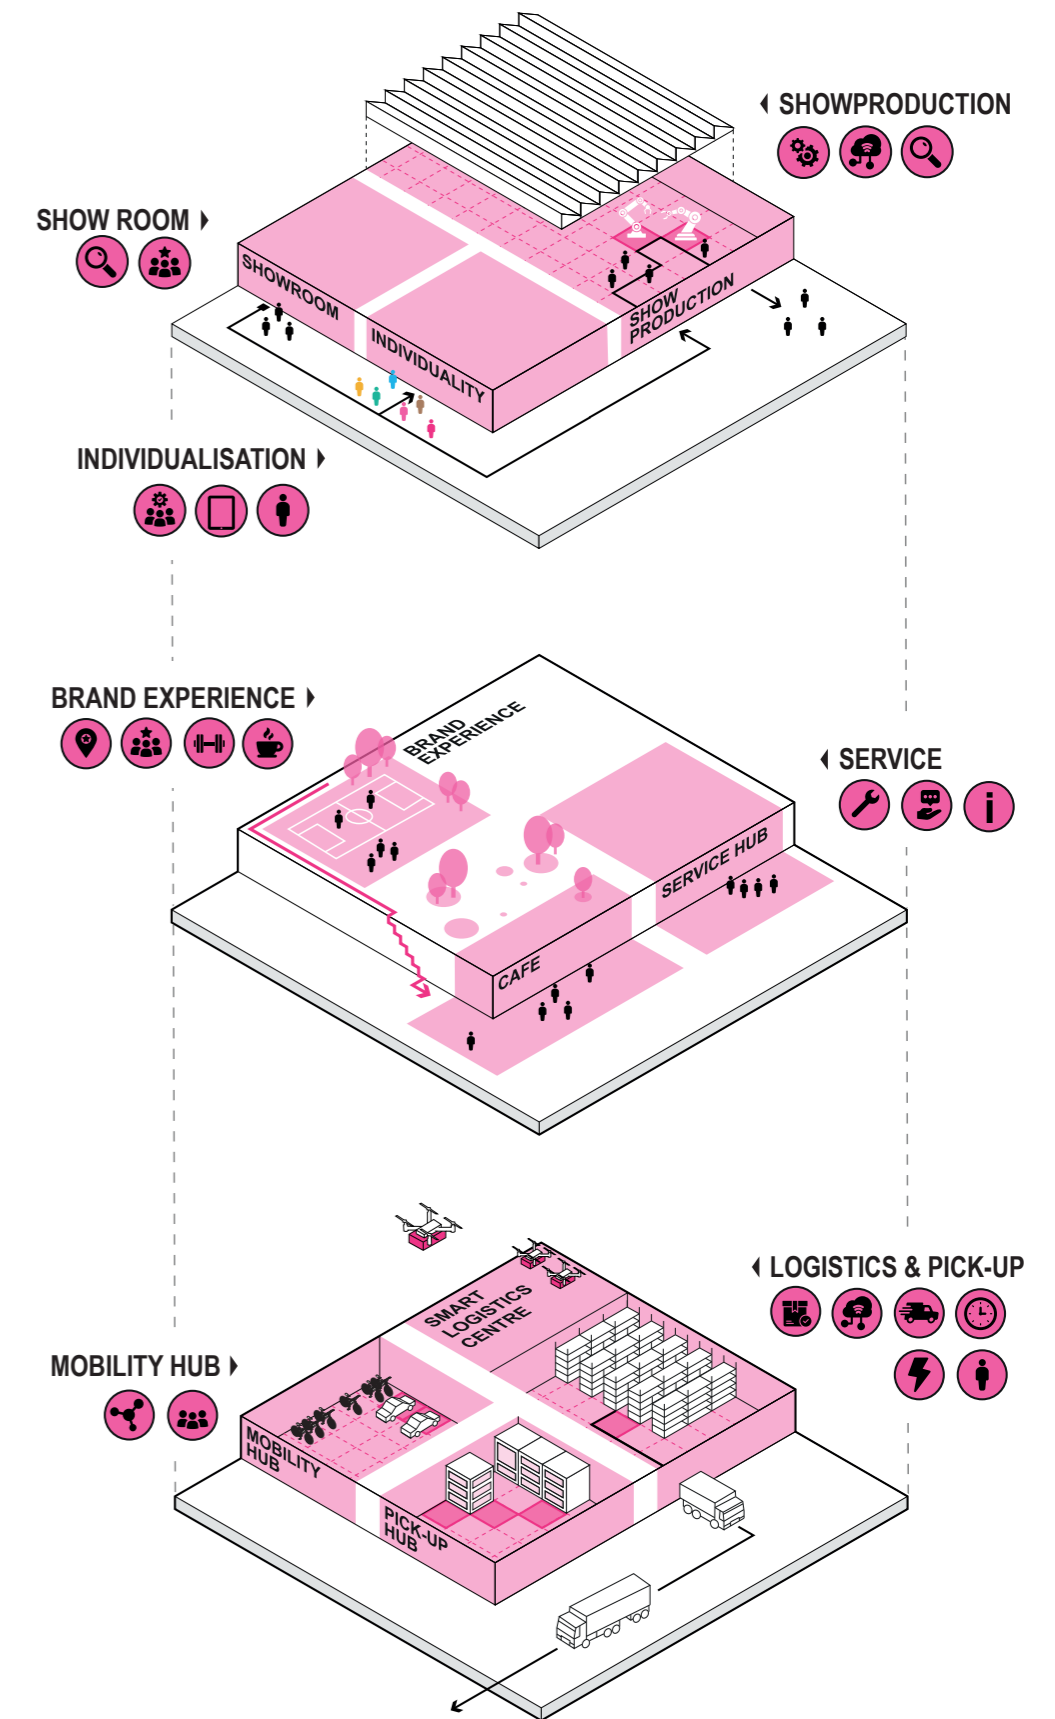 SHOWPRODUCTION
SHOW ROOM
SHOWROOM
INDIVIDUALITY
SHOW
PRODUCTION
INDIVIDUALISATION
BRAND EXPERIENCE
BRAND
EXPERIENCE
SERVICE
SERVICE HUB
CAFE
LOGISTICS & PICK-UP
SMART
LOGISTICS
CENTRE
MOBILITY HUB
MOBILITY
HUB
PICK-UP
HUB